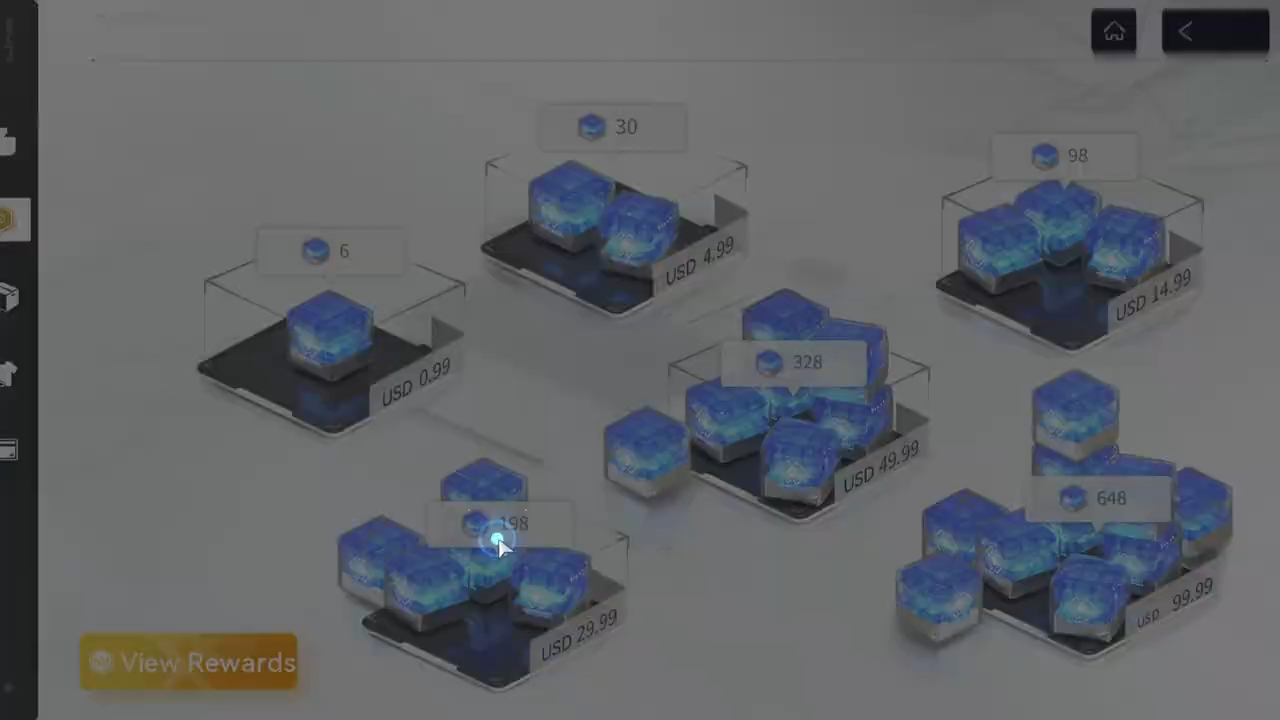 30
98
6
USD 4.99
USD 14.99
328
USD 0.99
USD 49.99
648
198
USD 99.99
USD 29.99
View Rewards